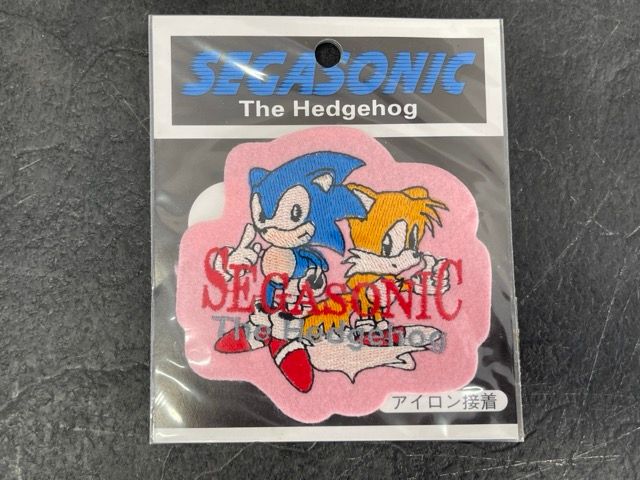 SEGASONIC
The Hedgehog
SEGASONIC
The Hedgehog
アイロン接着